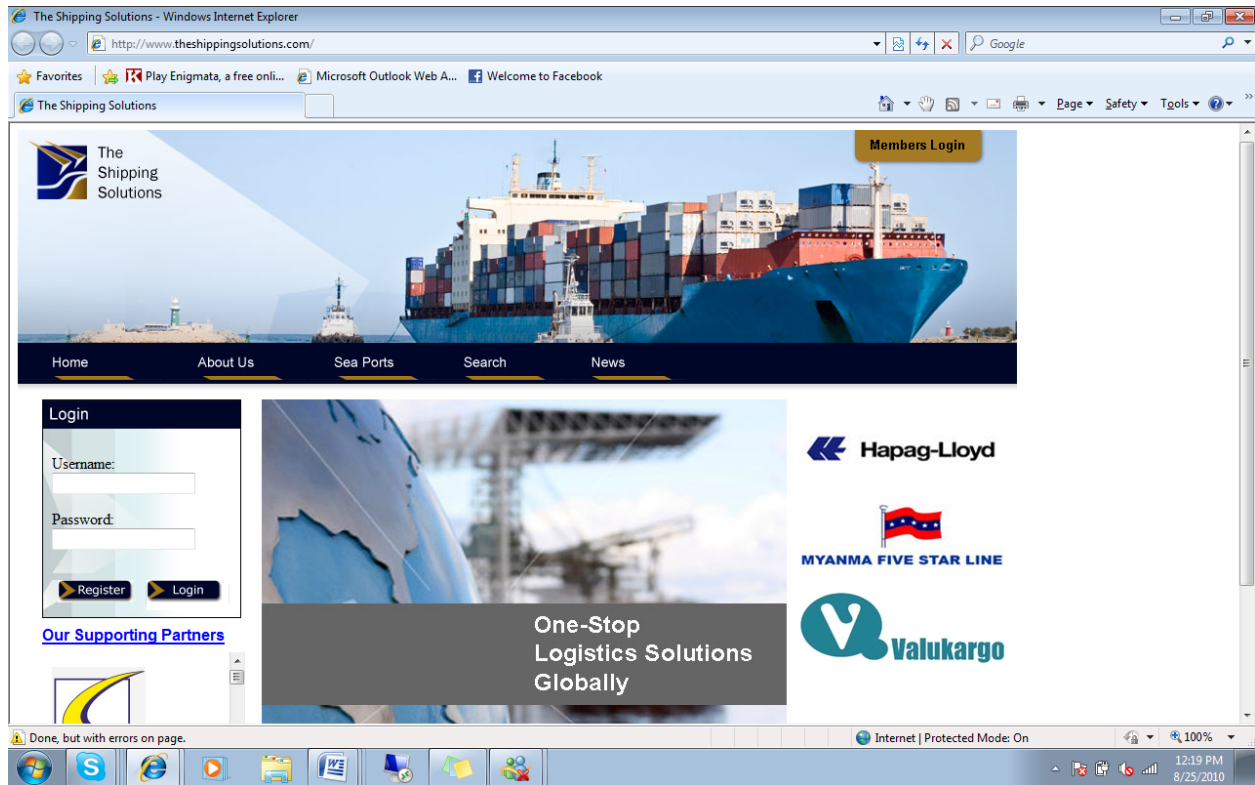 The Shipping Solutions - Windows Internet Explorer
http://www.theshippingsolutions.com/
Google
Favorites
Play Enigmata, a free onli...
Microsoft Outlook Web A...
Welcome to Facebook
The Shipping Solutions
Page
Safety
Tools
The
Shipping
Solutions
Members Login
Home
About Us
Sea Ports
Search
News
Login
Username:
Password:
Register
Login
Our Supporting Partners
One-Stop
Logistics Solutions
Globally
Hapag-Lloyd
MYANMA FIVE STAR LINE
Valukargo
Done, but with errors on page.
Internet | Protected Mode: On
100%
12:19 PM
8/25/2010